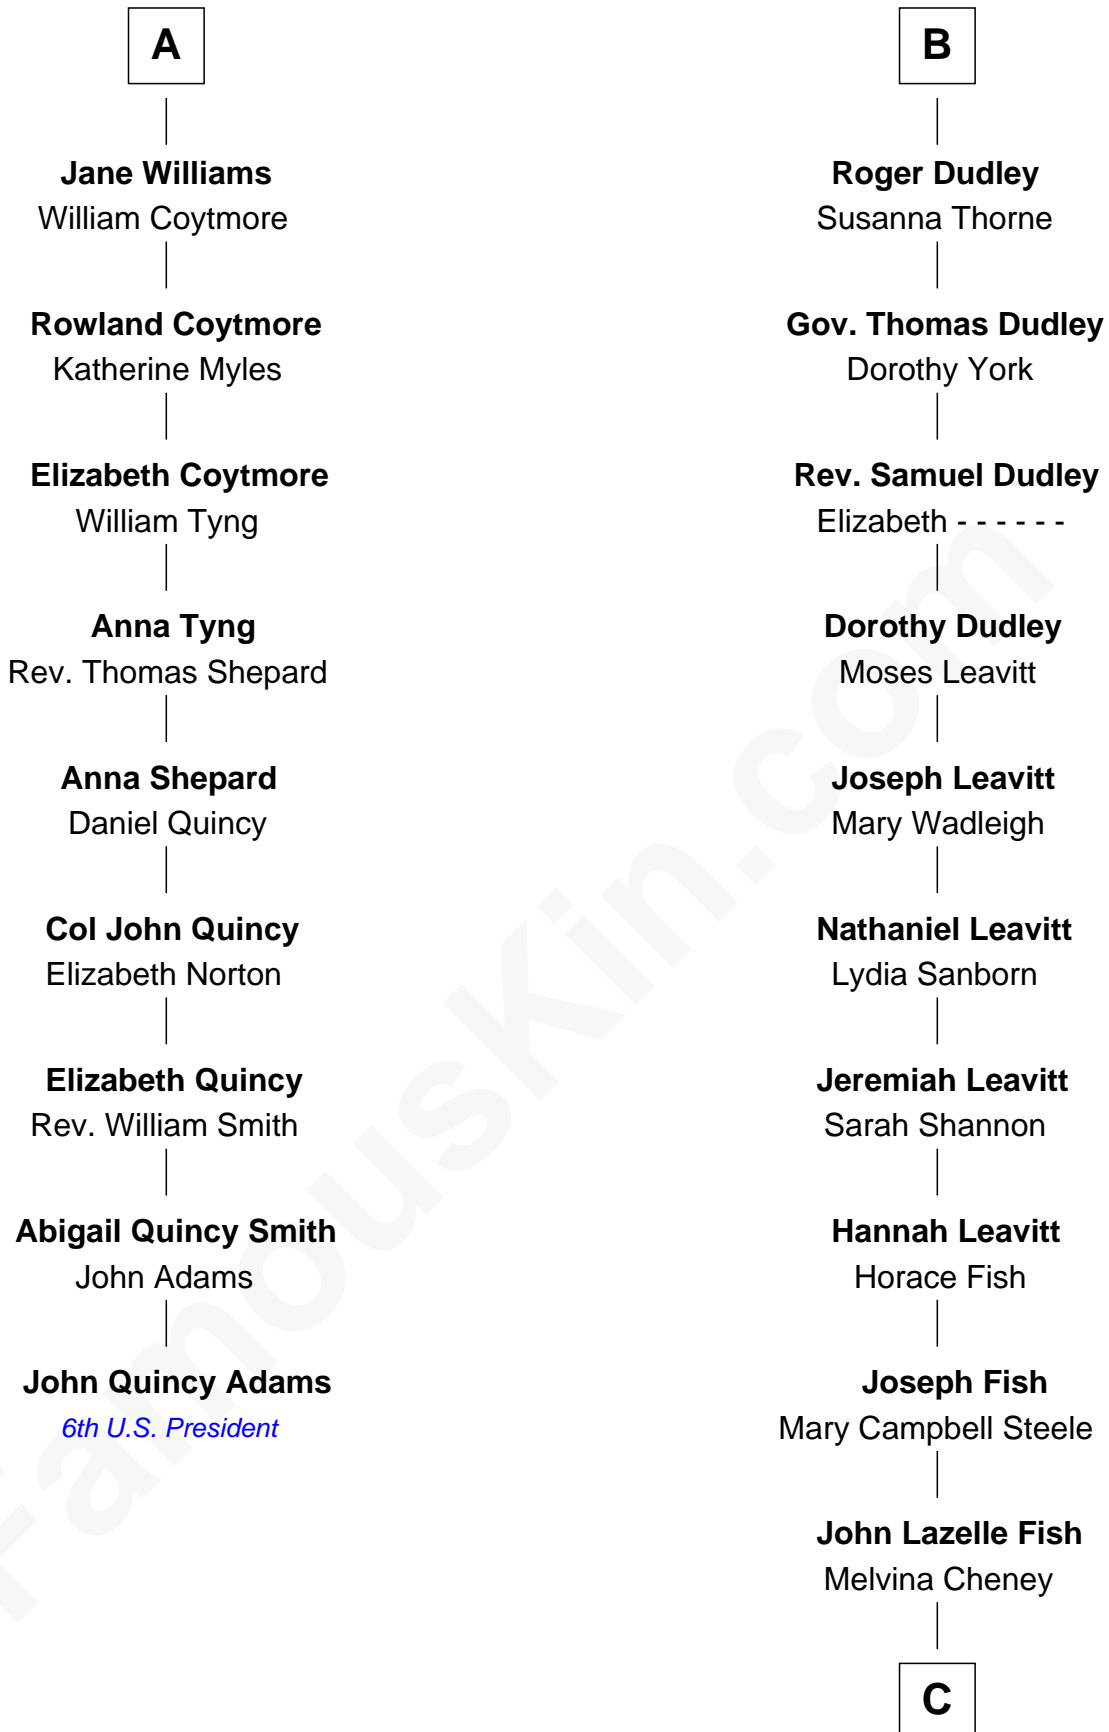 A
Jane Williams
William Coytmore
Rowland Coytmore
Katherine Myles
Elizabeth Coytmore
William Tyng
Anna Tyng
Rev. Thomas Shepard
Anna Shepard
Daniel Quincy
Col John Quincy
Elizabeth Norton
Elizabeth Quincy
Rev. William Smith
Abigail Quincy Smith
John Adams
John Quincy Adams
6th U.S. President
B
Roger Dudley
Susanna Thorne
Gov. Thomas Dudley
Dorothy York
Rev. Samuel Dudley
Elizabeth - - - - - -
Dorothy Dudley
Moses Leavitt
Joseph Leavitt
Mary Wadleigh
Nathaniel Leavitt
Lydia Sanborn
Jeremiah Leavitt
Sarah Shannon
Hannah Leavitt
Horace Fish
Joseph Fish
Mary Campbell Steele
John Lazelle Fish
Melvina Cheney
C
FamousKin.com